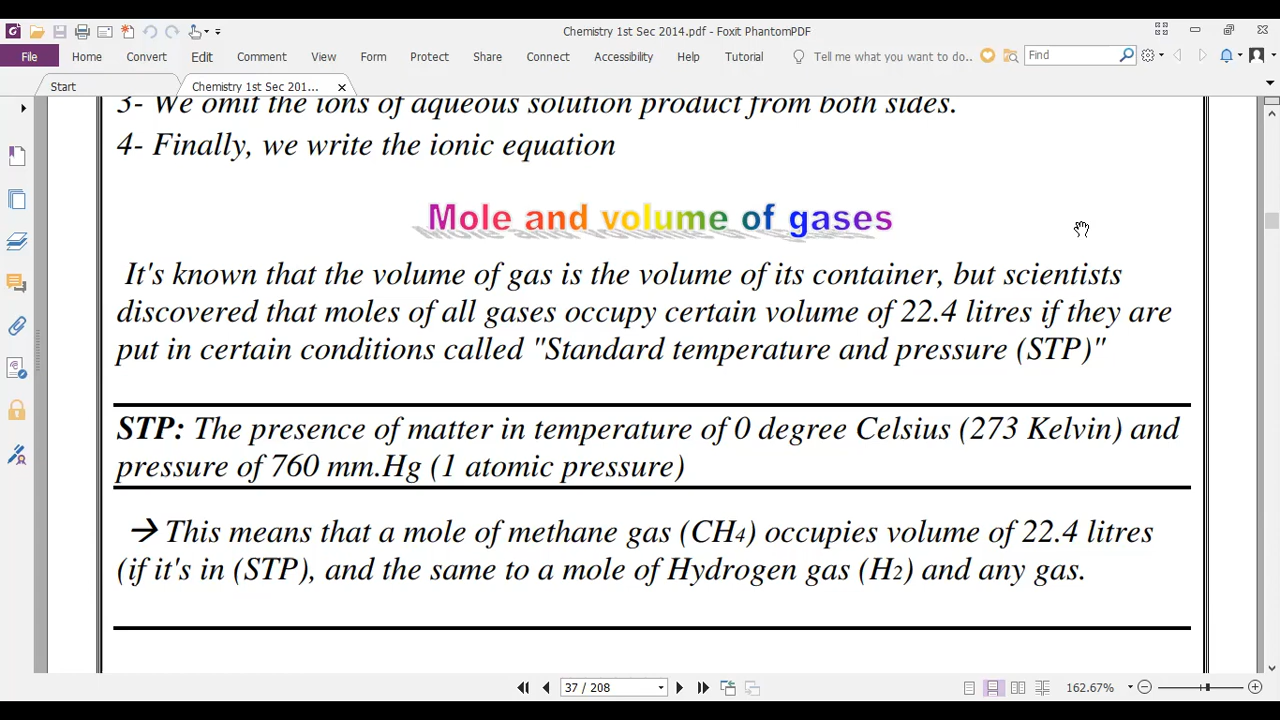 Chemistry 1st Sec 2014.pdf - Foxit PhantomPDF
File Home Convert Edit Comment View Form Protect Share Connect Accessibility Help Tutorial Tell me what you want to do.. Find
Start Chemistry 1st Sec 201...
3- We omit the ions of aqueous solution product from both sides.
4- Finally, we write the ionic equation
Mole and volume of gases
It's known that the volume of gas is the volume of its container, but scientists
discovered that moles of all gases occupy certain volume of 22.4 litres if they are
put in certain conditions called "Standard temperature and pressure (STP)"
STP: The presence of matter in temperature of 0 degree Celsius (273 Kelvin) and
pressure of 760 mm.Hg (1 atomic pressure)
→ This means that a mole of methane gas (CH4) occupies volume of 22.4 litres
(if it's in (STP), and the same to a mole of Hydrogen gas (H2) and any gas.
37 / 208 162.67%